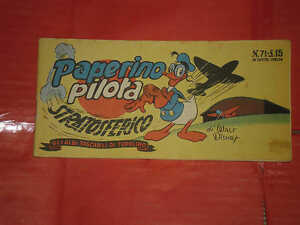 Paperino
pilota
STRATOSFERICO
N.71-£.15
di WALT
DISNEY
GLI ALBI TASCABILI DI TOPOLINO